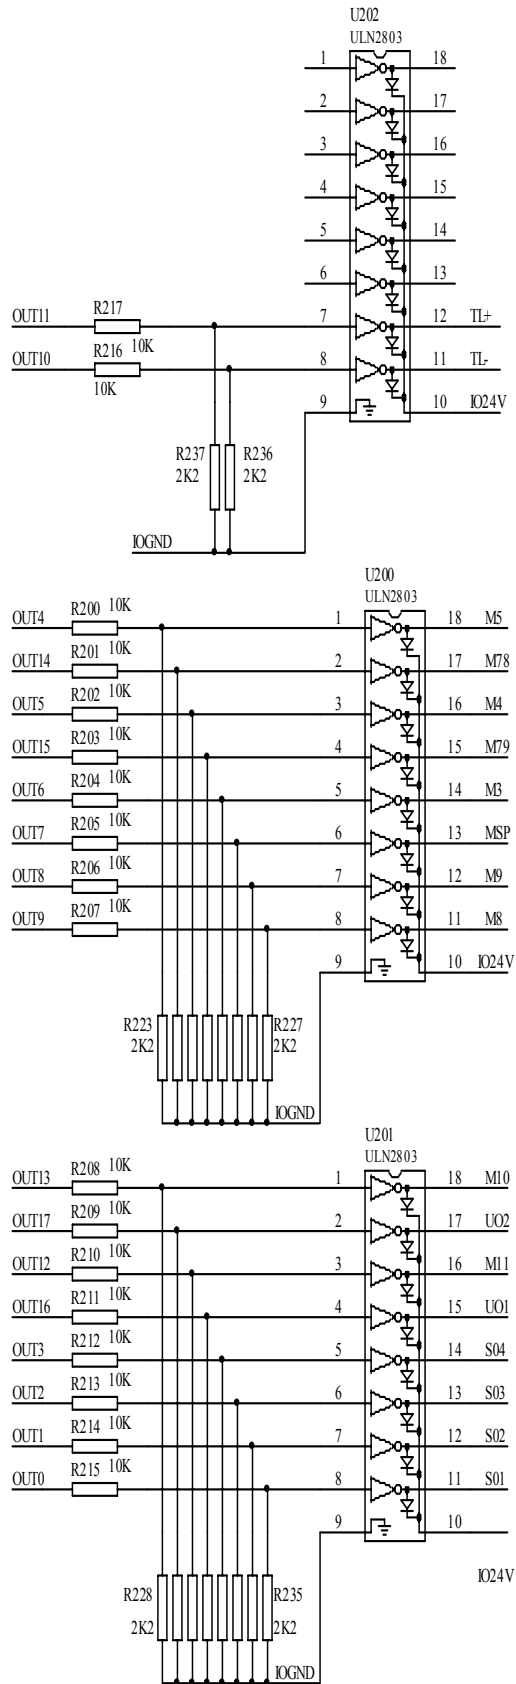 U202
ULN2803
1 18
2 17
3 16
4 15
5 14
6 13
OUT11 R217 10K 7 12 TL+
OUT10 R216 10K 8 11 TL-
9 10 IO24V
R237 R236
2K2 2K2
IOGND
U200
ULN2803
OUT4 R200 10K 1 18 M5
OUT14 R201 10K 2 17 M78
OUT5 R202 10K 3 16 M4
OUT15 R203 10K 4 15 M79
OUT6 R204 10K 5 14 M3
OUT7 R205 10K 6 13 MSP
OUT8 R206 10K 7 12 M9
OUT9 R207 10K 8 11 M8
9 10 IO24V
R223 R227
2K2 2K2
IOGND
U201
ULN2803
OUT13 R208 10K 1 18 M10
OUT17 R209 10K 2 17 UO2
OUT12 R210 10K 3 16 M11
OUT16 R211 10K 4 15 UO1
OUT3 R212 10K 5 14 S04
OUT2 R213 10K 6 13 S03
OUT1 R214 10K 7 12 S02
OUT0 R215 10K 8 11 S01
9 10
IO24V
R228 R235
2K2 2K2
IOGND